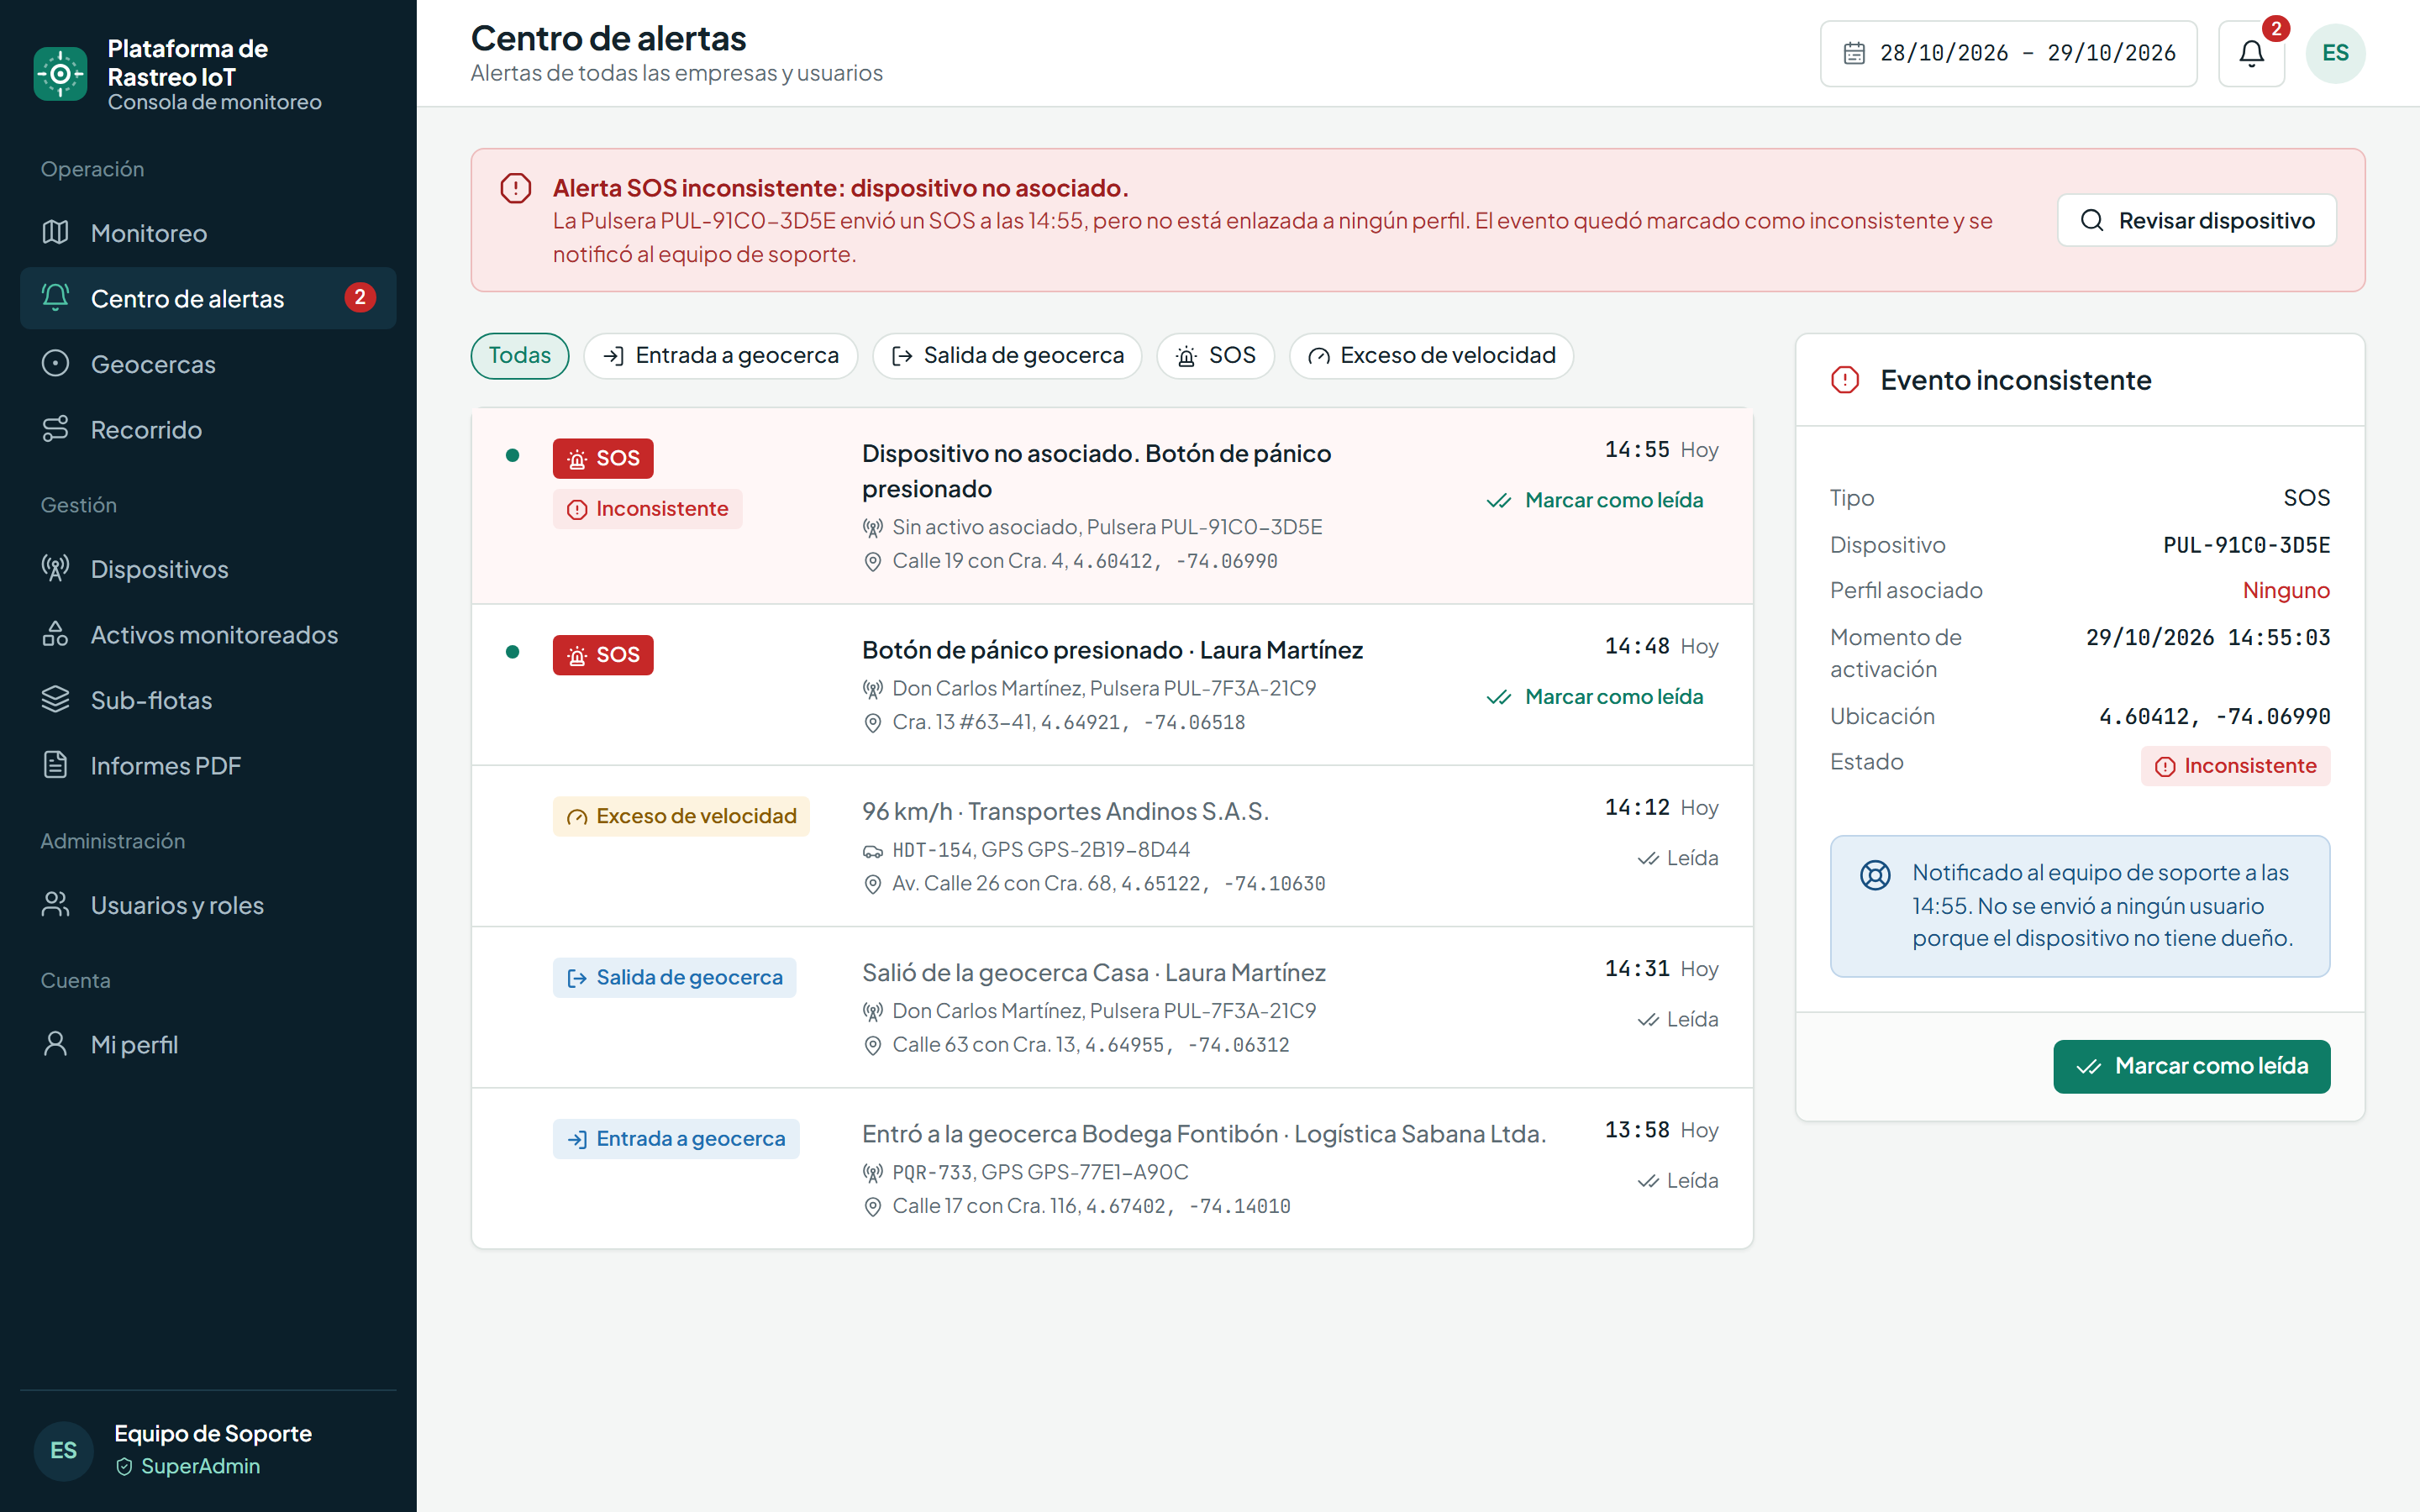 Plataforma de
Rastreo IoT
Consola de monitoreo
Operación
Monitoreo
Centro de alertas
2
Geocercas
Recorrido
Gestión
Dispositivos
Activos monitoreados
Sub-flotas
Informes PDF
Administración
Usuarios y roles
Cuenta
Mi perfil
ES
Equipo de Soporte
SuperAdmin
Centro de alertas
Alertas de todas las empresas y usuarios
28/10/2026 – 29/10/2026
2
ES
Alerta SOS inconsistente: dispositivo no asociado.
La Pulsera PUL-91C0-3D5E envió un SOS a las 14:55, pero no está enlazada a ningún perfil. El evento quedó marcado como inconsistente y se
notificó al equipo de soporte.
Revisar dispositivo
Todas
Entrada a geocerca
Salida de geocerca
SOS
Exceso de velocidad
SOS
Inconsistente
Dispositivo no asociado. Botón de pánico
presionado
Sin activo asociado, Pulsera PUL-91C0-3D5E
Calle 19 con Cra. 4, 4.60412, -74.06990
14:55 Hoy
Marcar como leída
SOS
Botón de pánico presionado · Laura Martínez
Don Carlos Martínez, Pulsera PUL-7F3A-21C9
Cra. 13 #63-41, 4.64921, -74.06518
14:48 Hoy
Marcar como leída
Exceso de velocidad
96 km/h · Transportes Andinos S.A.S.
HDT-154, GPS GPS-2B19-8D44
Av. Calle 26 con Cra. 68, 4.65122, -74.10630
14:12 Hoy
Leída
Salida de geocerca
Salió de la geocerca Casa · Laura Martínez
Don Carlos Martínez, Pulsera PUL-7F3A-21C9
Calle 63 con Cra. 13, 4.64955, -74.06312
14:31 Hoy
Leída
Entrada a geocerca
Entró a la geocerca Bodega Fontibón · Logística Sabana Ltda.
PQR-733, GPS GPS-77E1-A90C
Calle 17 con Cra. 116, 4.67402, -74.14010
13:58 Hoy
Leída
Evento inconsistente
Tipo SOS
Dispositivo PUL-91C0-3D5E
Perfil asociado Ninguno
Momento de 29/10/2026 14:55:03
activación
Ubicación 4.60412, -74.06990
Estado Inconsistente
Notificado al equipo de soporte a las
14:55. No se envió a ningún usuario
porque el dispositivo no tiene dueño.
Marcar como leída